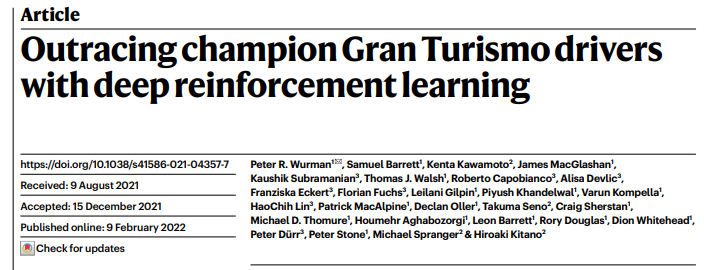 Article
Outracing champion Gran Turismo drivers
with deep reinforcement learning
https://doi.org/10.1038/s41586-021-04357-7
Received: 9 August 2021
Accepted: 15 December 2021
Published online: 9 February 2022
Check for updates
Peter R. Wurman¹✉, Samuel Barrett¹, Kenta Kawamoto², James MacGlashan¹,
Kaushik Subramanian³, Thomas J. Walsh¹, Roberto Capobianco³, Alisa Devlic³,
Franziska Eckert³, Florian Fuchs³, Leilani Gilpin¹, Piyush Khandelwal¹, Varun Kompella¹,
HaoChih Lin³, Patrick MacAlpine¹, Declan Oller¹, Takuma Seno², Craig Sherstan¹,
Michael D. Thomure¹, Houmehr Aghabozorgi¹, Leon Barrett¹, Rory Douglas¹, Dion Whitehead¹,
Peter Dürr³, Peter Stone¹, Michael Spranger² & Hiroaki Kitano²